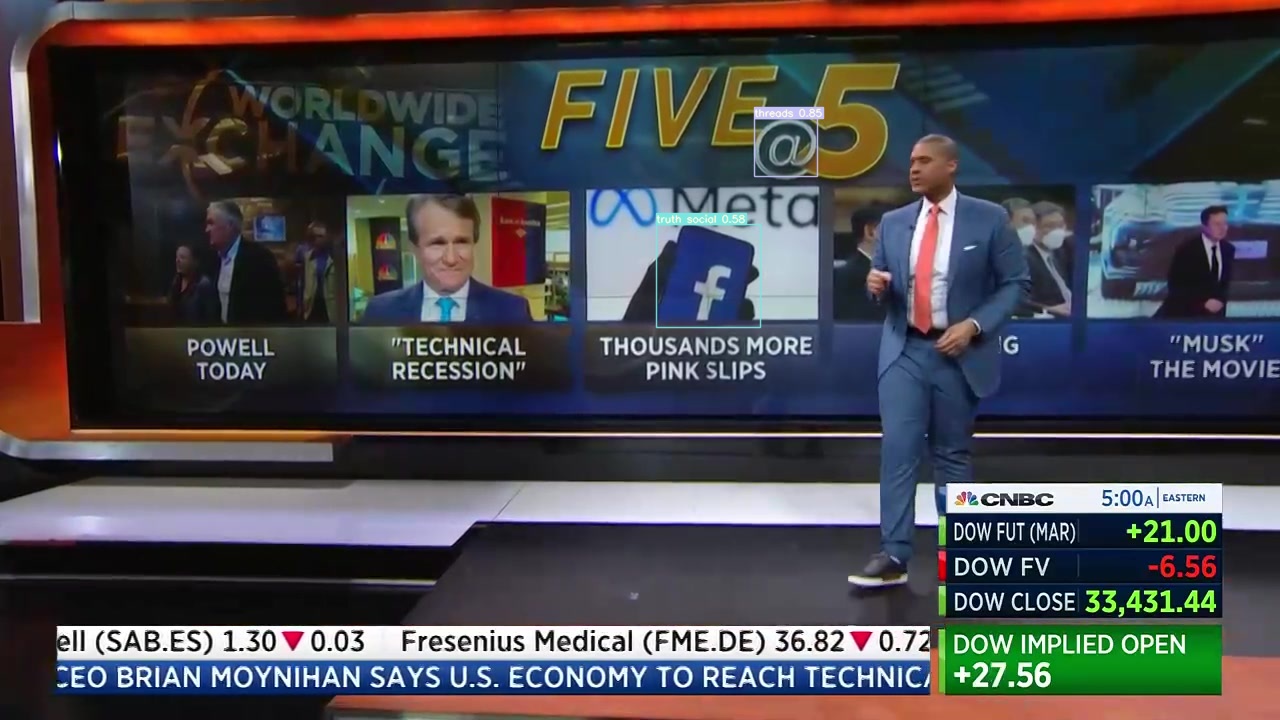 WORLDWIDE
EXCHANGE
FIVE@5
threads 0.85
Meta
truth_social 0.58
f
POWELL
TODAY
"TECHNICAL
RECESSION"
THOUSANDS MORE
PINK SLIPS
"MUSK"
THE MOVIE
CNBC
5:00A EASTERN
DOW FUT (MAR) +21.00
DOW FV -6.56
DOW CLOSE 33,431.44
DOW IMPLIED OPEN
+27.56
ell (SAB.ES) 1.30▼0.03 Fresenius Medical (FME.DE) 36.82▼0.72
CEO BRIAN MOYNIHAN SAYS U.S. ECONOMY TO REACH TECHNICA